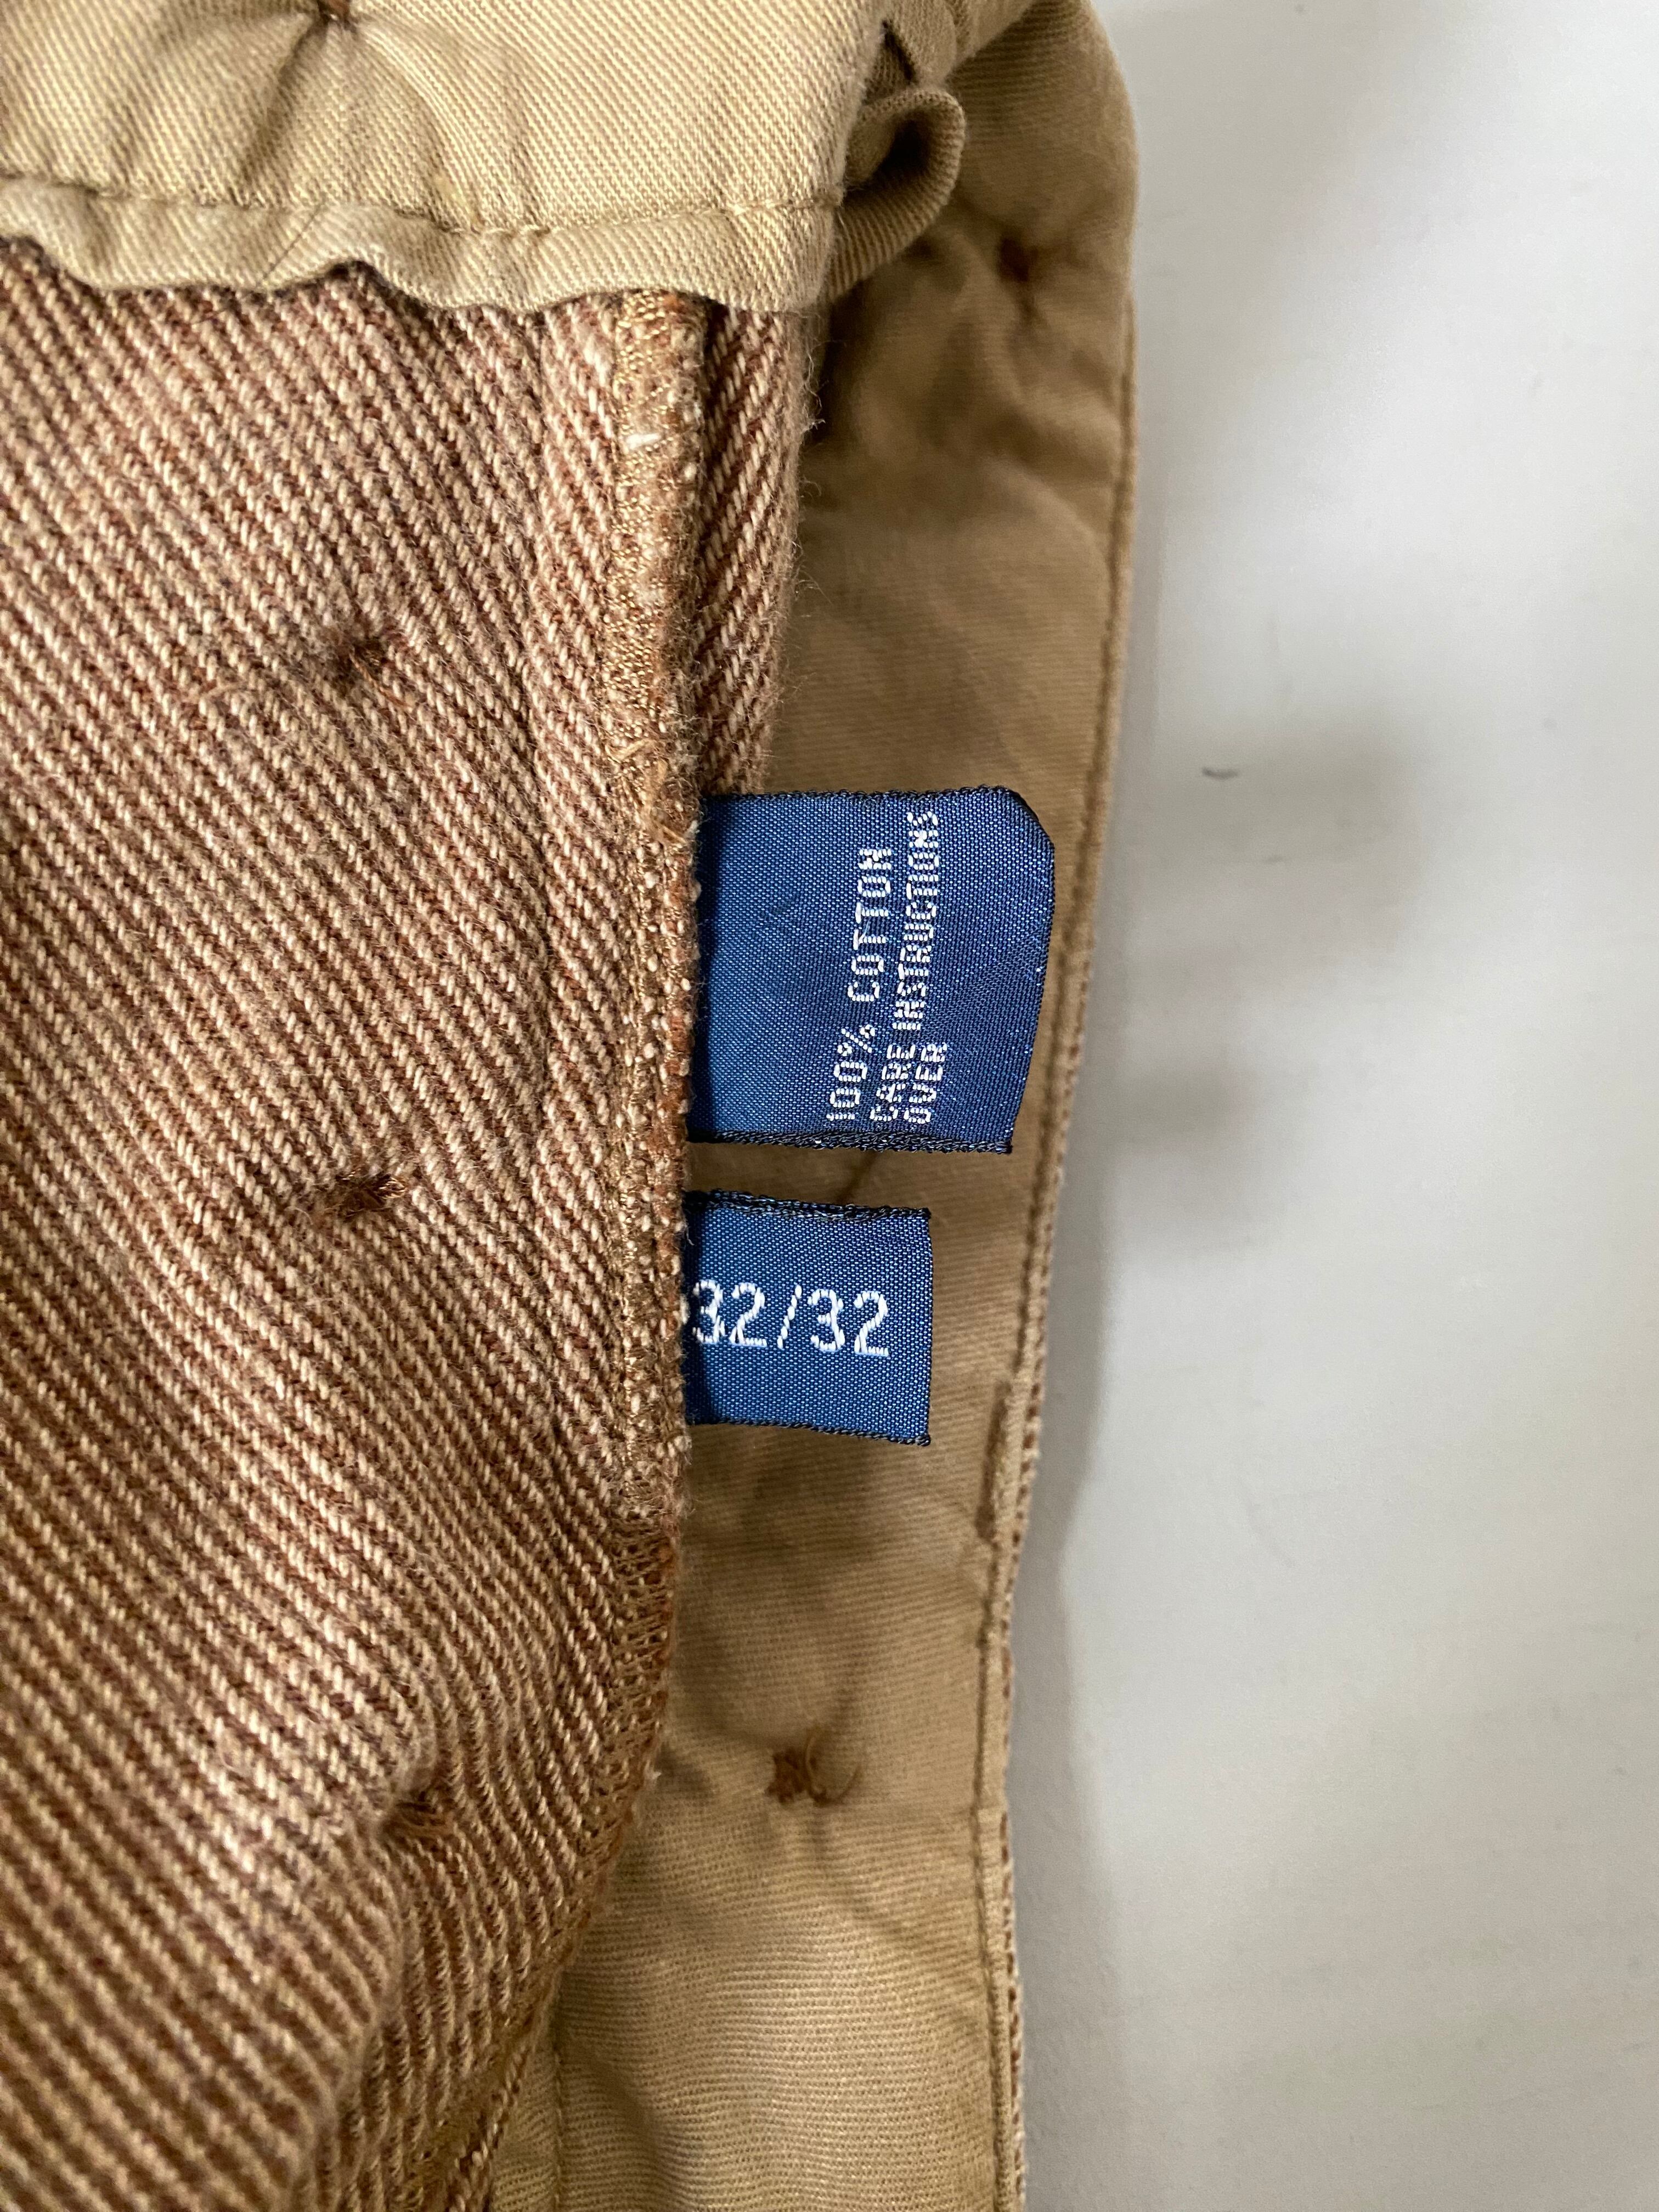 100% COTTON
CARE INSTRUCTIONS
OVER
32/32